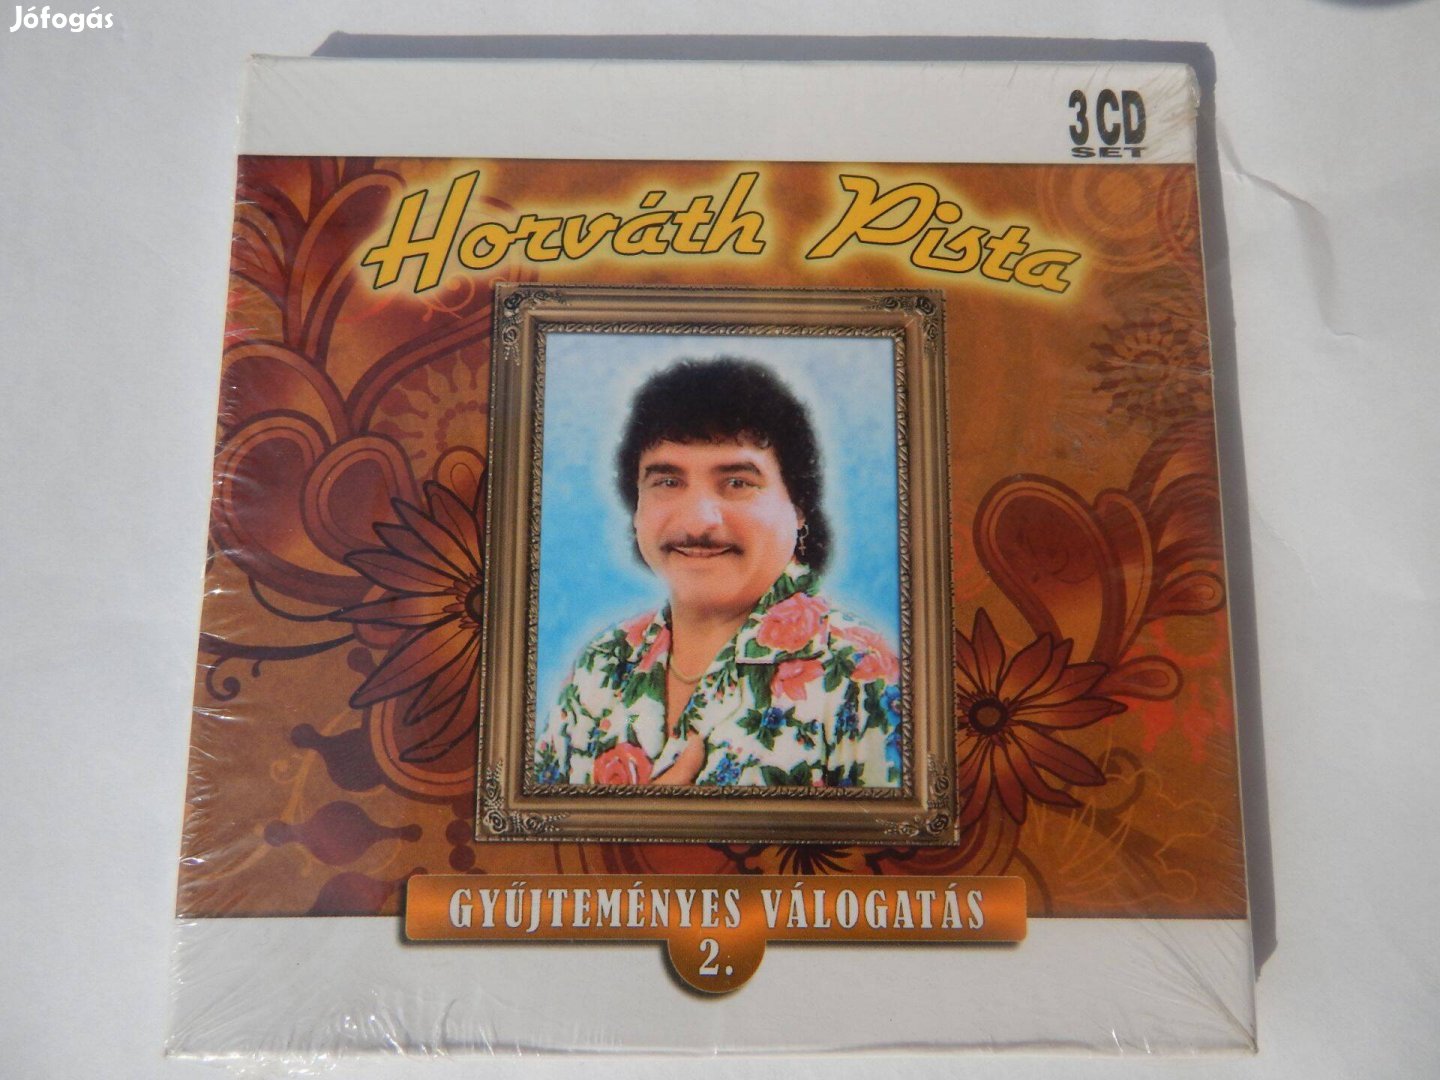 Jófogás
3 CD
SET
Horváth Pista
GYŰJTEMÉNYES VÁLOGATÁS
2.